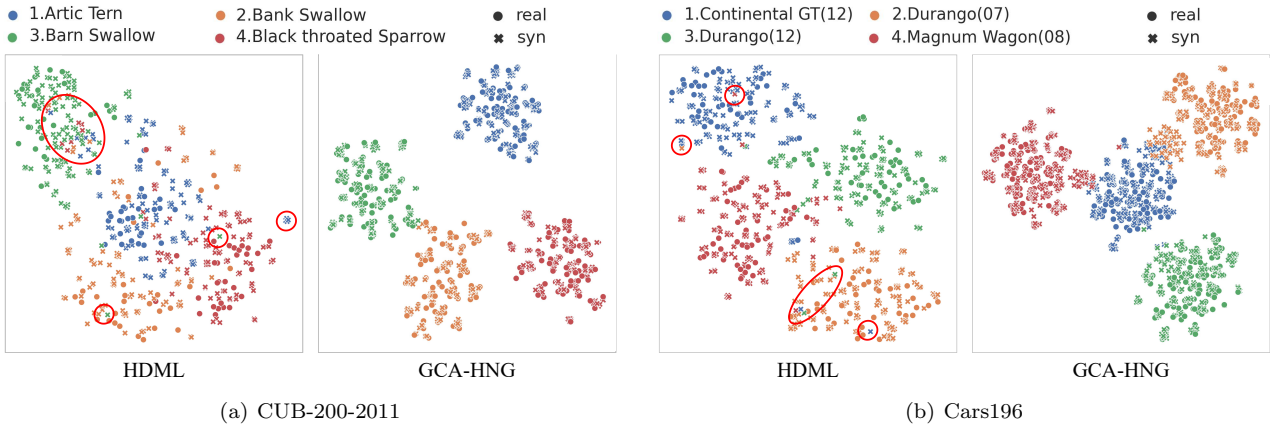 1.Artic Tern 2.Bank Swallow real
3.Barn Swallow 4.Black throated Sparrow syn
1.Continental GT(12) 2.Durango(07) real
3.Durango(12) 4.Magnum Wagon(08) syn
HDML GCA-HNG HDML GCA-HNG
(a) CUB-200-2011 (b) Cars196